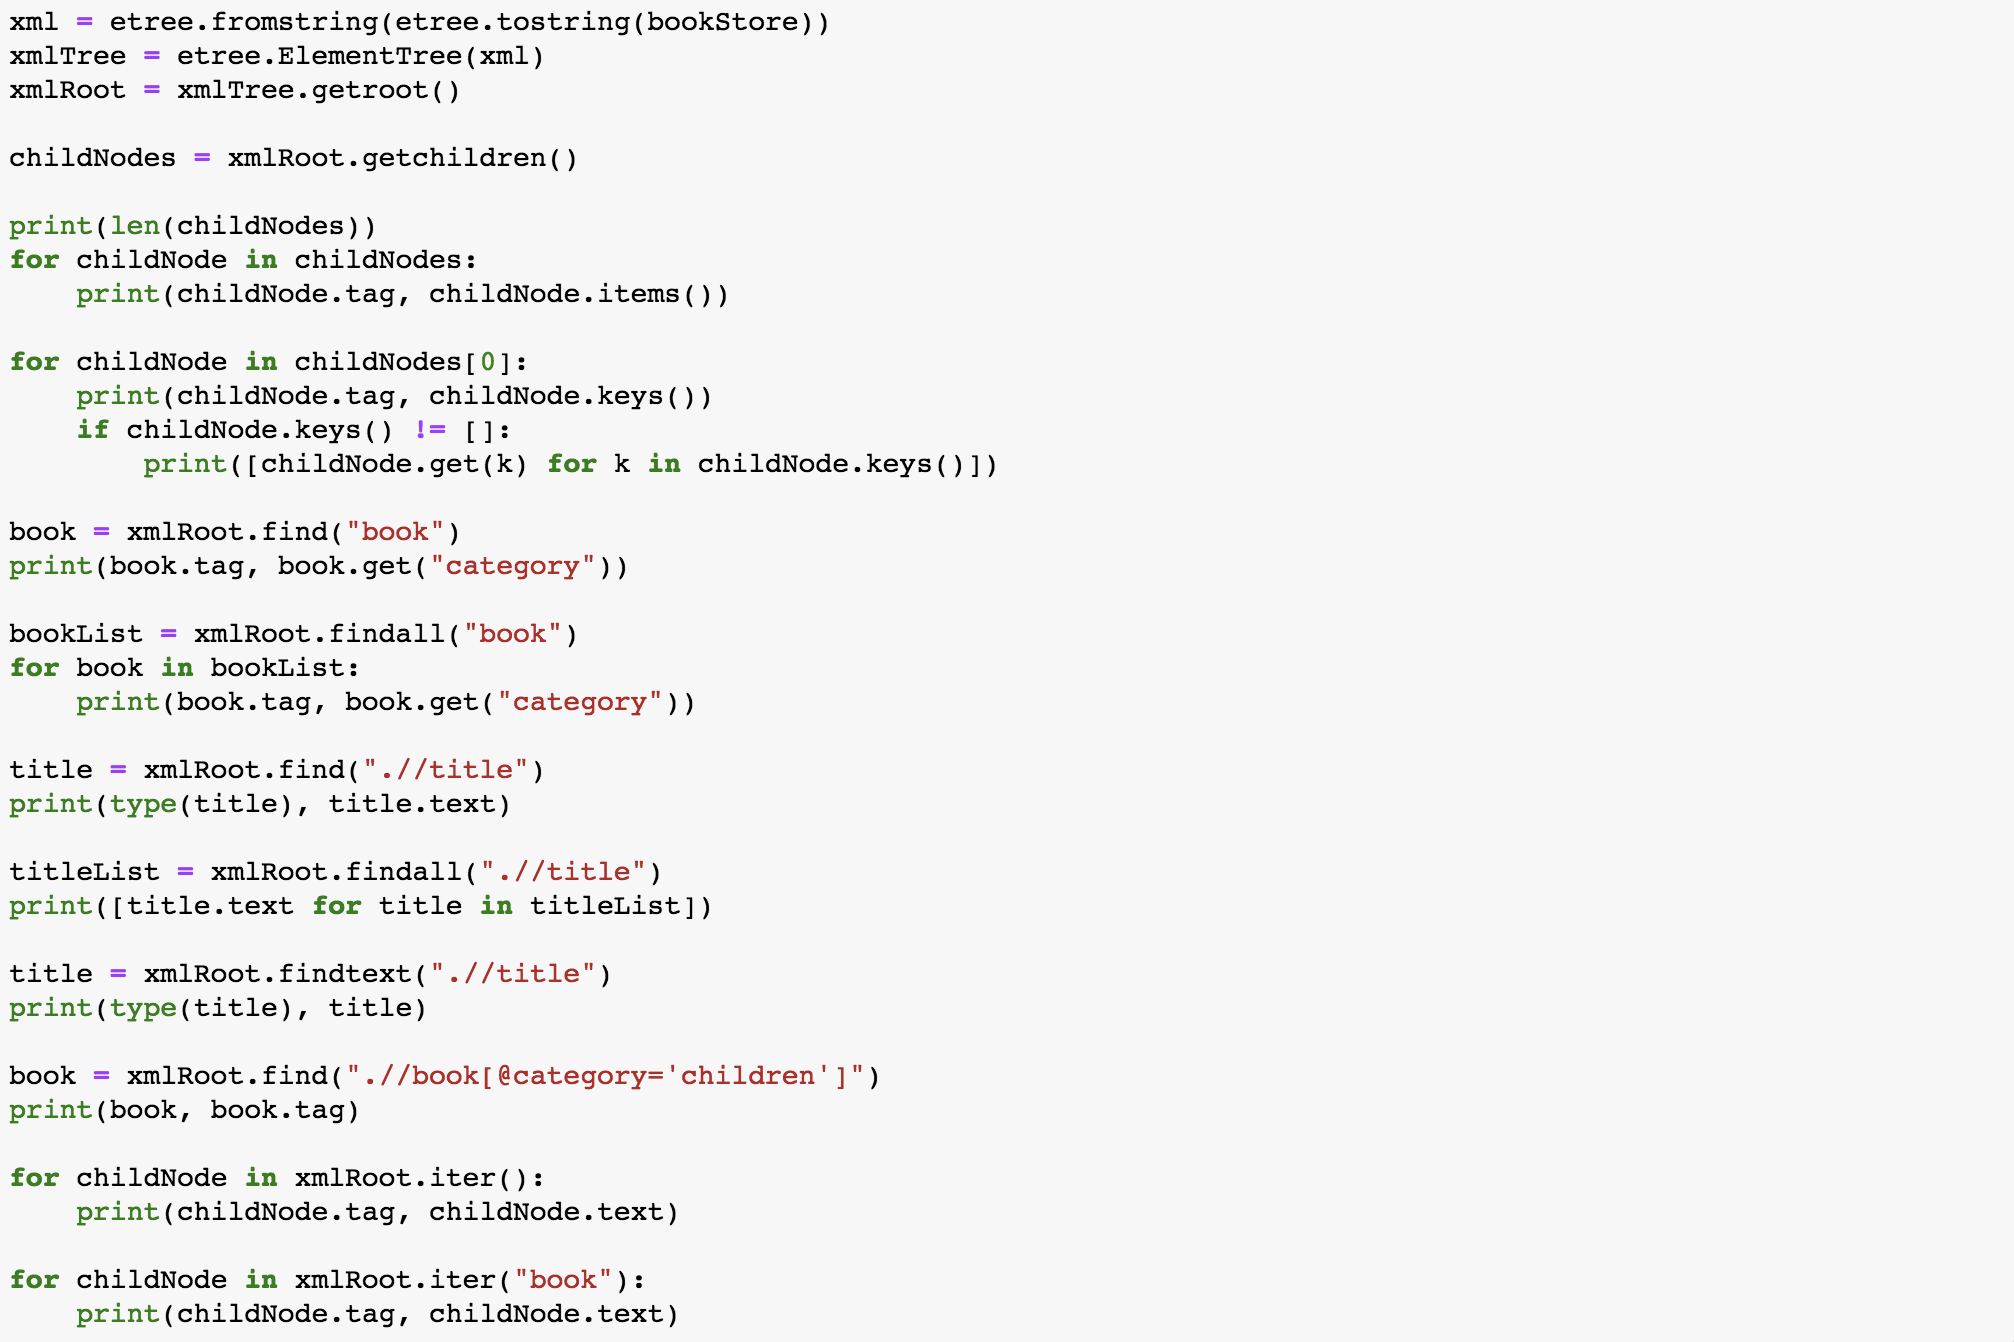 xml = etree.fromstring(etree.tostring(bookStore))
xmlTree = etree.ElementTree(xml)
xmlRoot = xmlTree.getroot()

childNodes = xmlRoot.getchildren()

print(len(childNodes))
for childNode in childNodes:
    print(childNode.tag, childNode.items())

for childNode in childNodes[0]:
    print(childNode.tag, childNode.keys())
    if childNode.keys() != []:
        print([childNode.get(k) for k in childNode.keys()])

book = xmlRoot.find("book")
print(book.tag, book.get("category"))

bookList = xmlRoot.findall("book")
for book in bookList:
    print(book.tag, book.get("category"))

title = xmlRoot.find(".//title")
print(type(title), title.text)

titleList = xmlRoot.findall(".//title")
print([title.text for title in titleList])

title = xmlRoot.findtext(".//title")
print(type(title), title)

book = xmlRoot.find(".//book[@category='children']")
print(book, book.tag)

for childNode in xmlRoot.iter():
    print(childNode.tag, childNode.text)

for childNode in xmlRoot.iter("book"):
    print(childNode.tag, childNode.text)